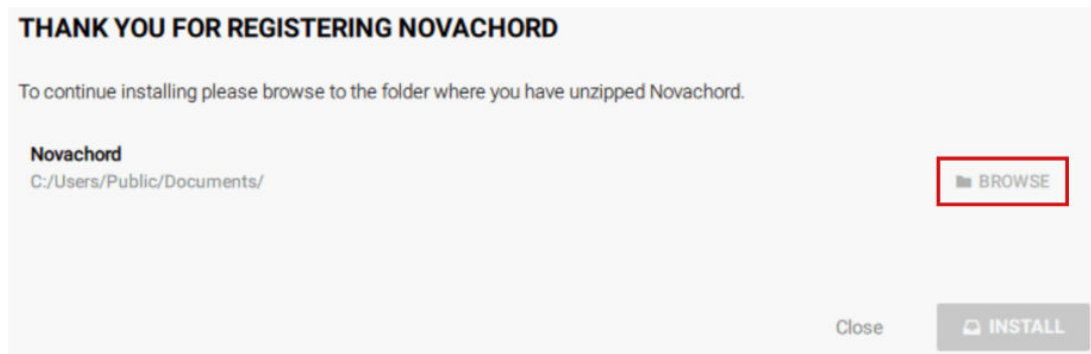 THANK YOU FOR REGISTERING NOVACHORD
To continue installing please browse to the folder where you have unzipped Novachord.
Novachord
C:/Users/Public/Documents/
BROWSE
Close
INSTALL